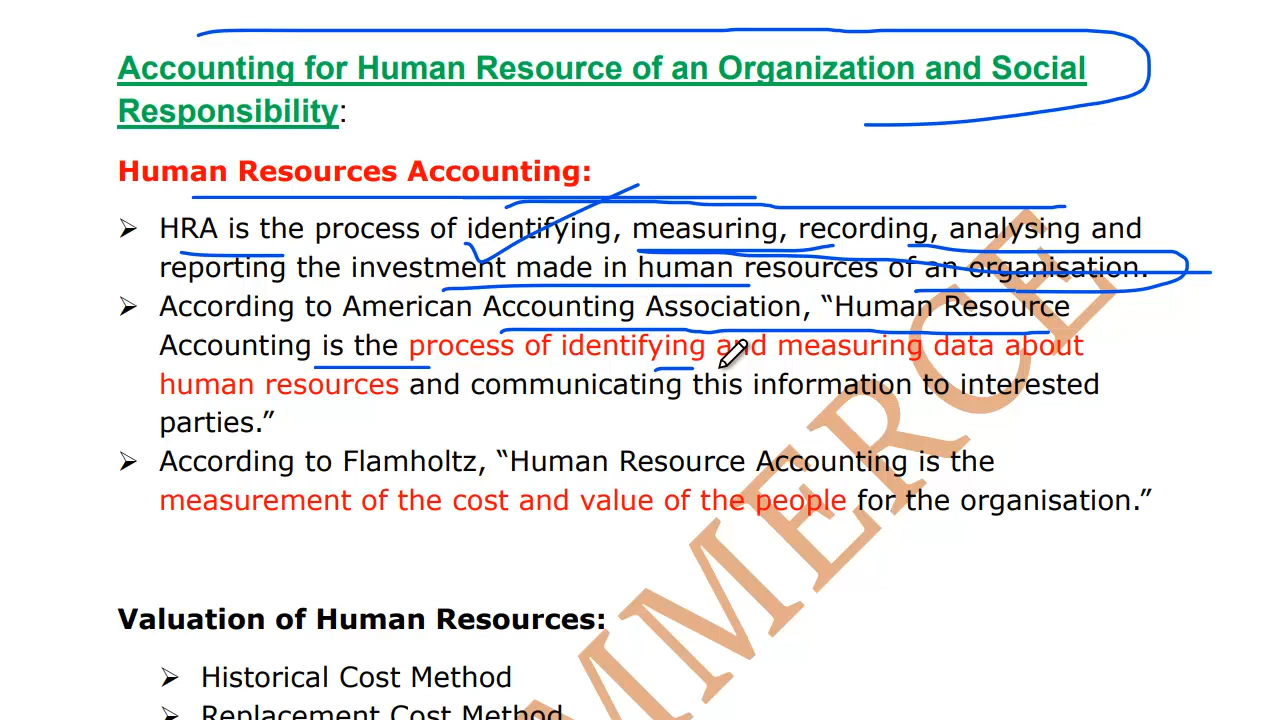 Accounting for Human Resource of an Organization and Social
Responsibility:
Human Resources Accounting:
➢ HRA is the process of identifying, measuring, recording, analysing and
reporting the investment made in human resources of an organisation.
➢ According to American Accounting Association, “Human Resource
Accounting is the process of identifying and measuring data about
human resources and communicating this information to interested
parties.”
➢ According to Flamholtz, “Human Resource Accounting is the
measurement of the cost and value of the people for the organisation.”
Valuation of Human Resources:
➢ Historical Cost Method
➢ Replacement Cost Method
MMERCE